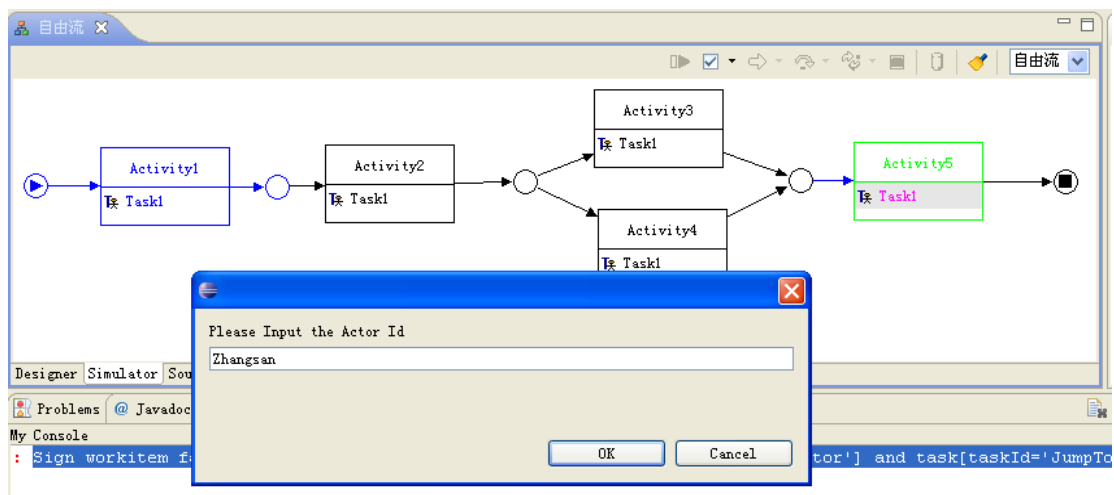 自由流
自由流
Activity3
Task1
Activity1
Task1
Activity2
Task1
Activity5
Task1
Activity4
Task1
Please Input the Actor Id
Zhangsan
OK Cancel
Designer Simulator Sou
Problems @ Javadoc
My Console
: Sign workitem f tor'] and task[taskId='JumpTo